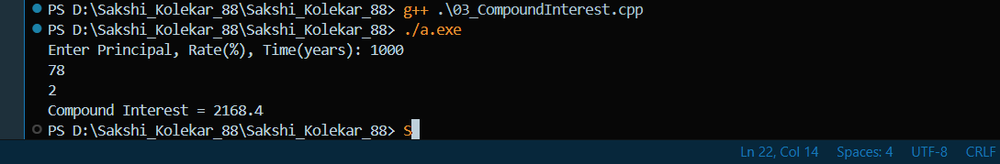 PS D:\Sakshi_Kolekar_88\Sakshi_Kolekar_88> g++ .\03_CompoundInterest.cpp
PS D:\Sakshi_Kolekar_88\Sakshi_Kolekar_88> ./a.exe
Enter Principal, Rate(%), Time(years): 1000
78
2
Compound Interest = 2168.4
PS D:\Sakshi_Kolekar_88\Sakshi_Kolekar_88> S
Ln 22, Col 14 Spaces: 4 UTF-8 CRLF